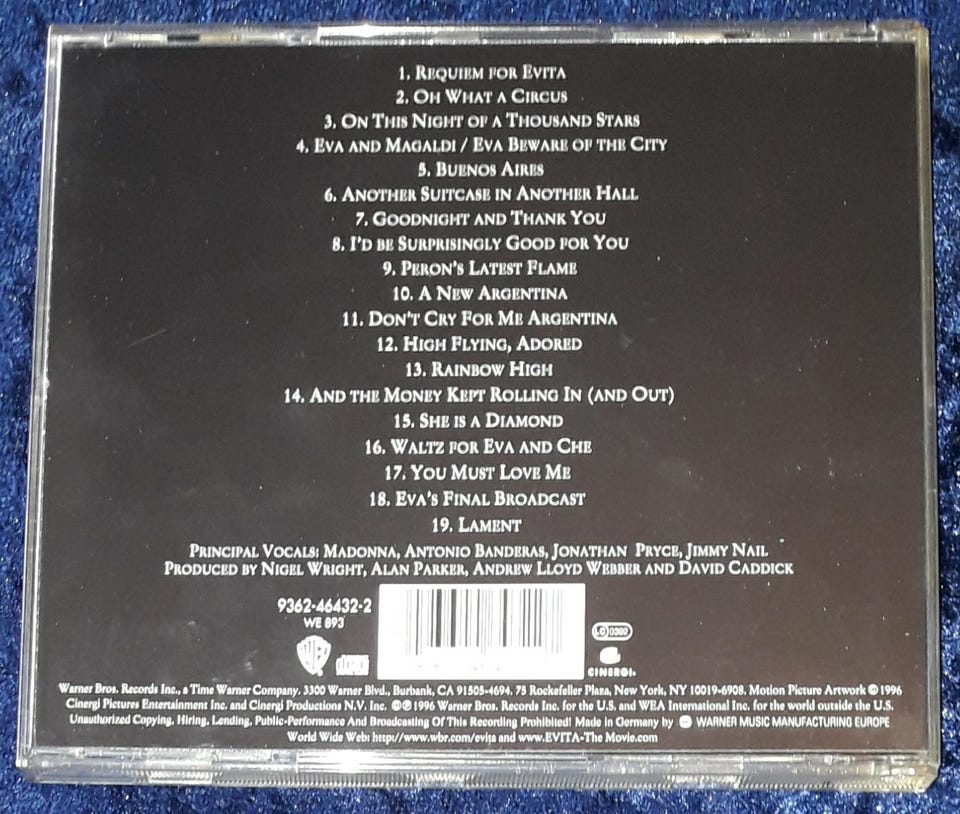 1. Requiem for Evita
2. Oh What a Circus
3. On This Night of a Thousand Stars
4. Eva and Magaldi / Eva Beware of the City
5. Buenos Aires
6. Another Suitcase in Another Hall
7. Goodnight and Thank You
8. I'd be Surprisingly Good for You
9. Peron's Latest Flame
10. A New Argentina
11. Don't Cry For Me Argentina
12. High Flying, Adored
13. Rainbow High
14. And the Money Kept Rolling In (and Out)
15. She is a Diamond
16. Waltz for Eva and Che
17. You Must Love Me
18. Eva's Final Broadcast
19. Lament
Principal Vocals: Madonna, Antonio Banderas, Jonathan Pryce, Jimmy Nail
Produced by Nigel Wright, Alan Parker, Andrew Lloyd Webber and David Caddick
9362-46432-2
WE 893
LC 0392
WB
disc
CINERGI
Warner Bros. Records Inc., a Time Warner Company, 3300 Warner Blvd., Burbank, CA 91505-4694, 75 Rockefeller Plaza, New York, NY 10019-6908. Motion Picture Artwork © 1996
Cinergi Pictures Entertainment Inc. and Cinergi Productions N.V. Inc. ©℗ 1996 Warner Bros. Records Inc. for the U.S. and WEA International Inc. for the world outside the U.S.
Unauthorized Copying, Hiring, Lending, Public-Performance And Broadcasting Of This Recording Prohibited! Made in Germany by WARNER MUSIC MANUFACTURING EUROPE
World Wide Web: http://www.wbr.com/evita and www.EVITA-The Movie.com